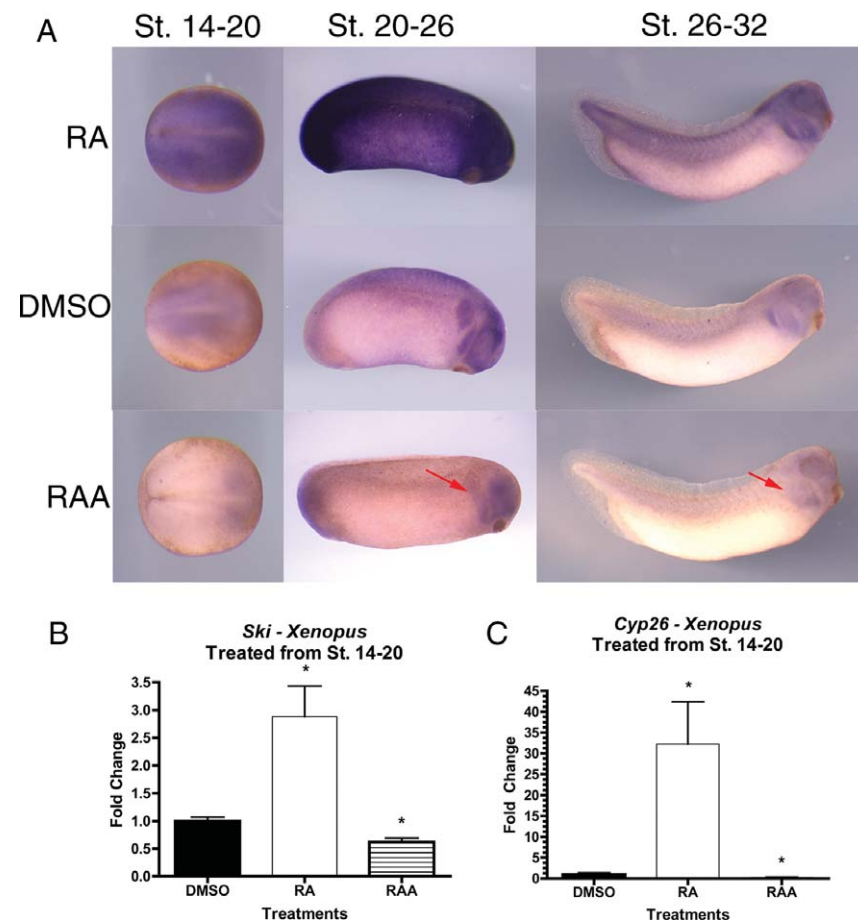 A
St. 14-20
St. 20-26
St. 26-32
RA
DMSO
RAA
B
Ski - Xenopus
Treated from St. 14-20
Fold Change
3.5
3.0
2.5
2.0
1.5
1.0
0.5
0.0
*
*
DMSO
RA
RAA
Treatments
C
Cyp26 - Xenopus
Treated from St. 14-20
Fold Change
45
40
35
30
25
20
15
10
5
0
*
*
DMSO
RA
RAA
Treatments